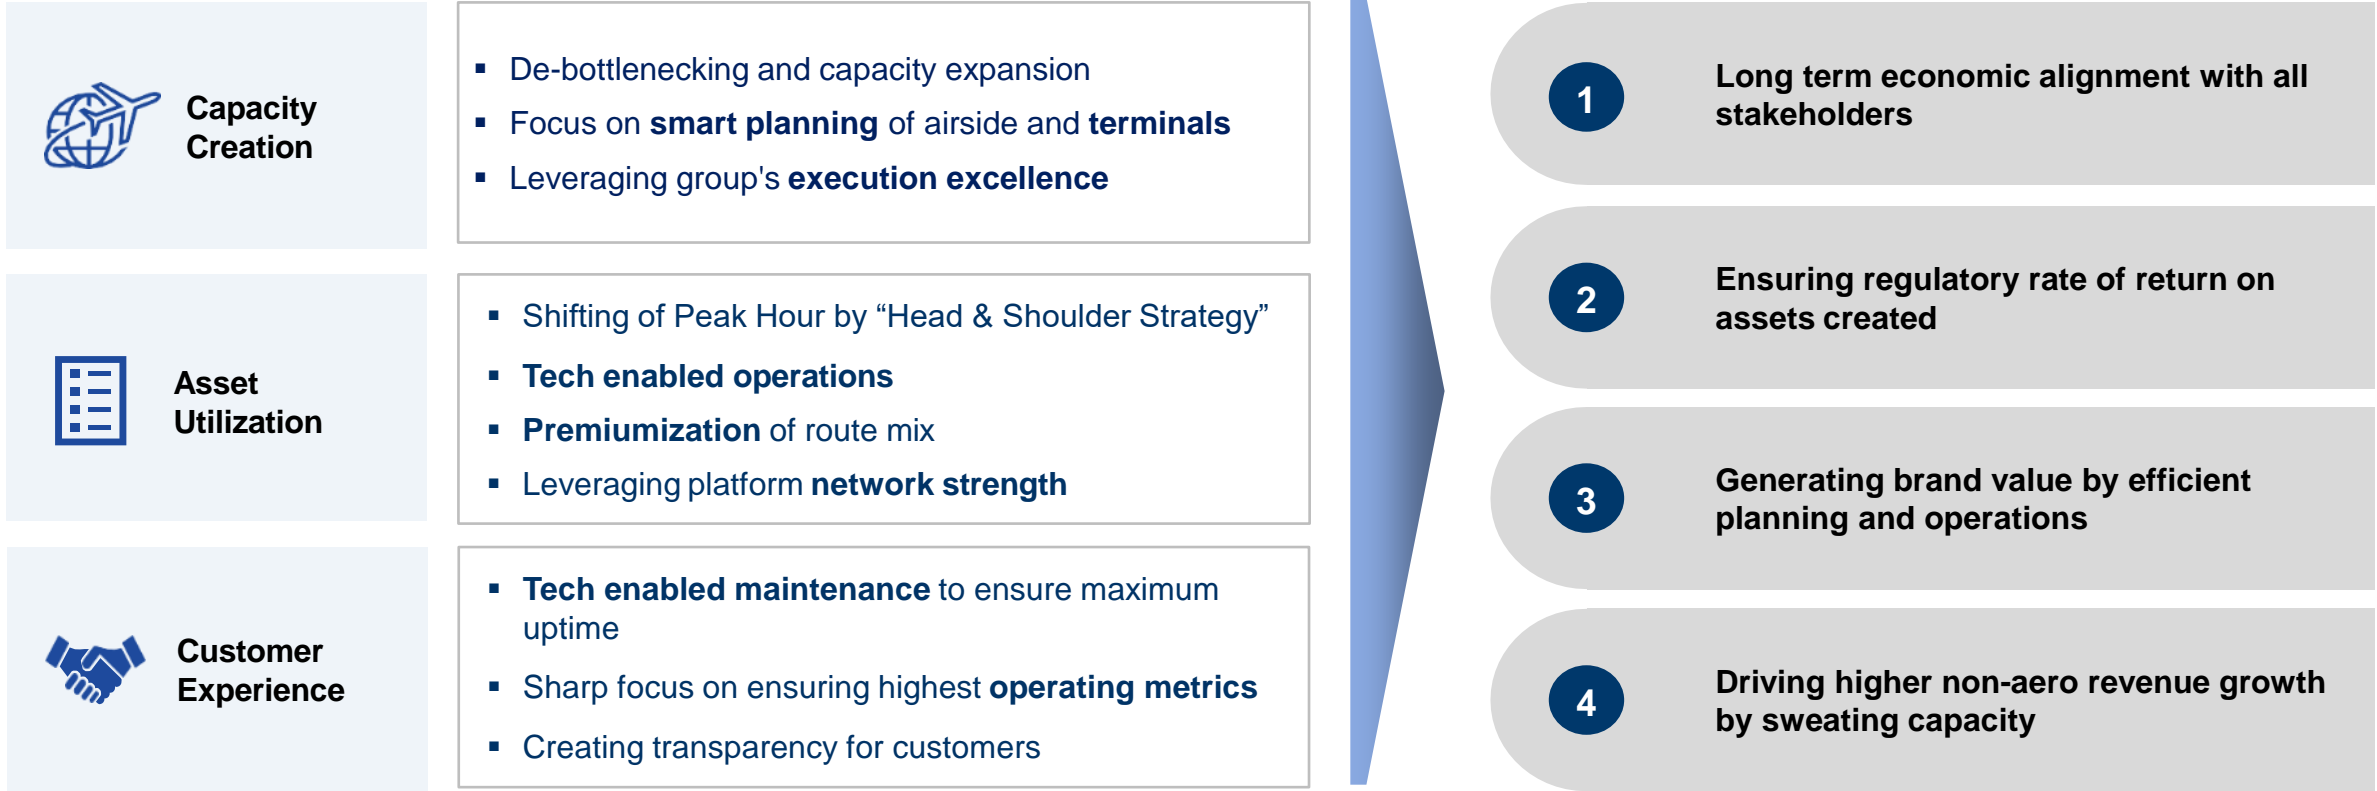 Capacity
Creation
▪ De-bottlenecking and capacity expansion
▪ Focus on smart planning of airside and terminals
▪ Leveraging group's execution excellence
Asset
Utilization
▪ Shifting of Peak Hour by “Head & Shoulder Strategy”
▪ Tech enabled operations
▪ Premiumization of route mix
▪ Leveraging platform network strength
Customer
Experience
▪ Tech enabled maintenance to ensure maximum
uptime
▪ Sharp focus on ensuring highest operating metrics
▪ Creating transparency for customers
1
Long term economic alignment with all
stakeholders
2
Ensuring regulatory rate of return on
assets created
3
Generating brand value by efficient
planning and operations
4
Driving higher non-aero revenue growth
by sweating capacity